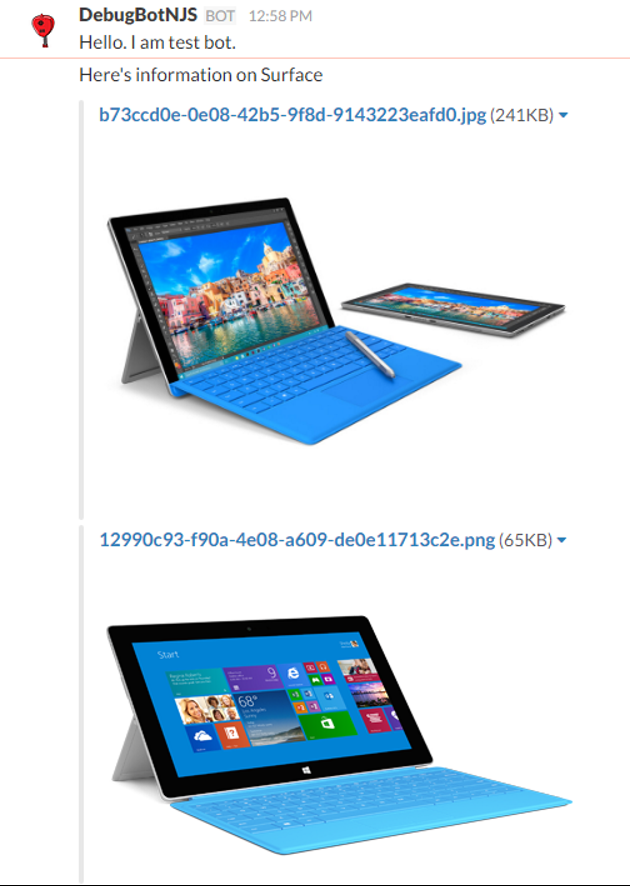 DebugBotNJS BOT 12:58 PM
Hello. I am test bot.
Here's information on Surface
b73ccd0e-0e08-42b5-9f8d-9143223eafd0.jpg (241KB)
12990c93-f90a-4e08-a609-de0e11713c2e.png (65KB)
Start
9
68°